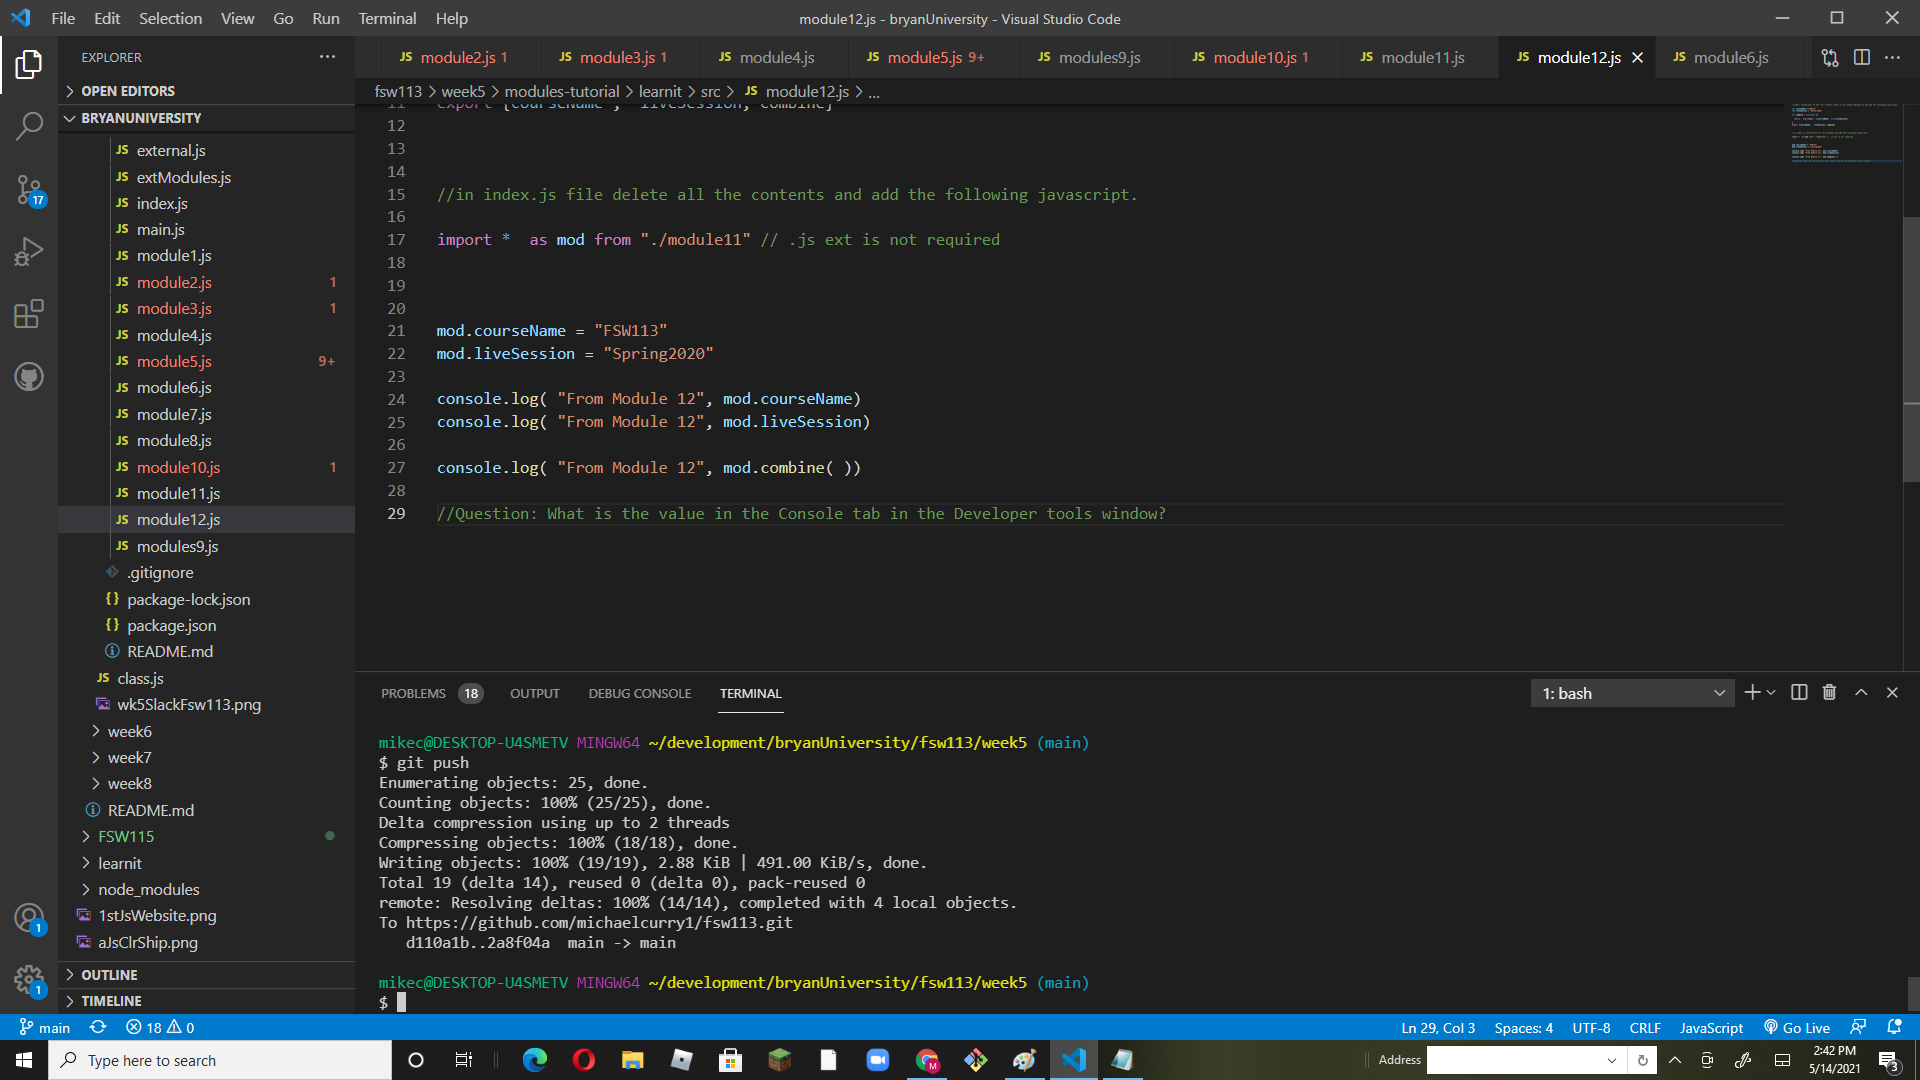 File Edit Selection View Go Run Terminal Help
module12.js - bryanUniversity - Visual Studio Code
EXPLORER
JS module2.js 1
JS module3.js 1
JS module4.js
JS module5.js 9+
JS modules9.js
JS module10.js 1
JS module11.js
JS module12.js
JS module6.js
OPEN EDITORS
BRYANUNIVERSITY
JS external.js
JS extModules.js
JS index.js
JS main.js
JS module1.js
JS module2.js 1
JS module3.js 1
JS module4.js
JS module5.js 9+
JS module6.js
JS module7.js
JS module8.js
JS module10.js 1
JS module11.js
JS module12.js
JS modules9.js
.gitignore
{} package-lock.json
{} package.json
README.md
JS class.js
wk5SlackFsw113.png
week6
week7
week8
README.md
FSW115
learnit
node_modules
1stJsWebsite.png
aJsClrShip.png
OUTLINE
TIMELINE
17
1
1
fsw113 > week5 > modules-tutorial > learnit > src > JS module12.js > ...
11 export {courseName , liveSession, combine}
12
13
14
15 //in index.js file delete all the contents and add the following javascript.
16
17 import *  as mod from "./module11" // .js ext is not required
18
19
20
21 mod.courseName = "FSW113"
22 mod.liveSession = "Spring2020"
23
24 console.log( "From Module 12", mod.courseName)
25 console.log( "From Module 12", mod.liveSession)
26
27 console.log( "From Module 12", mod.combine( ))
28
29 //Question: What is the value in the Console tab in the Developer tools window?
PROBLEMS 18 OUTPUT DEBUG CONSOLE TERMINAL
1: bash
mikec@DESKTOP-U4SMETV MINGW64 ~/development/bryanUniversity/fsw113/week5 (main)
$ git push
Enumerating objects: 25, done.
Counting objects: 100% (25/25), done.
Delta compression using up to 2 threads
Compressing objects: 100% (18/18), done.
Writing objects: 100% (19/19), 2.88 KiB | 491.00 KiB/s, done.
Total 19 (delta 14), reused 0 (delta 0), pack-reused 0
remote: Resolving deltas: 100% (14/14), completed with 4 local objects.
To https://github.com/michaelcurry1/fsw113.git
   d110a1b..2a8f04a  main -> main
mikec@DESKTOP-U4SMETV MINGW64 ~/development/bryanUniversity/fsw113/week5 (main)
$
main 18 0
Ln 29, Col 3 Spaces: 4 UTF-8 CRLF JavaScript Go Live
Type here to search
M
Address
2:42 PM
5/14/2021
3